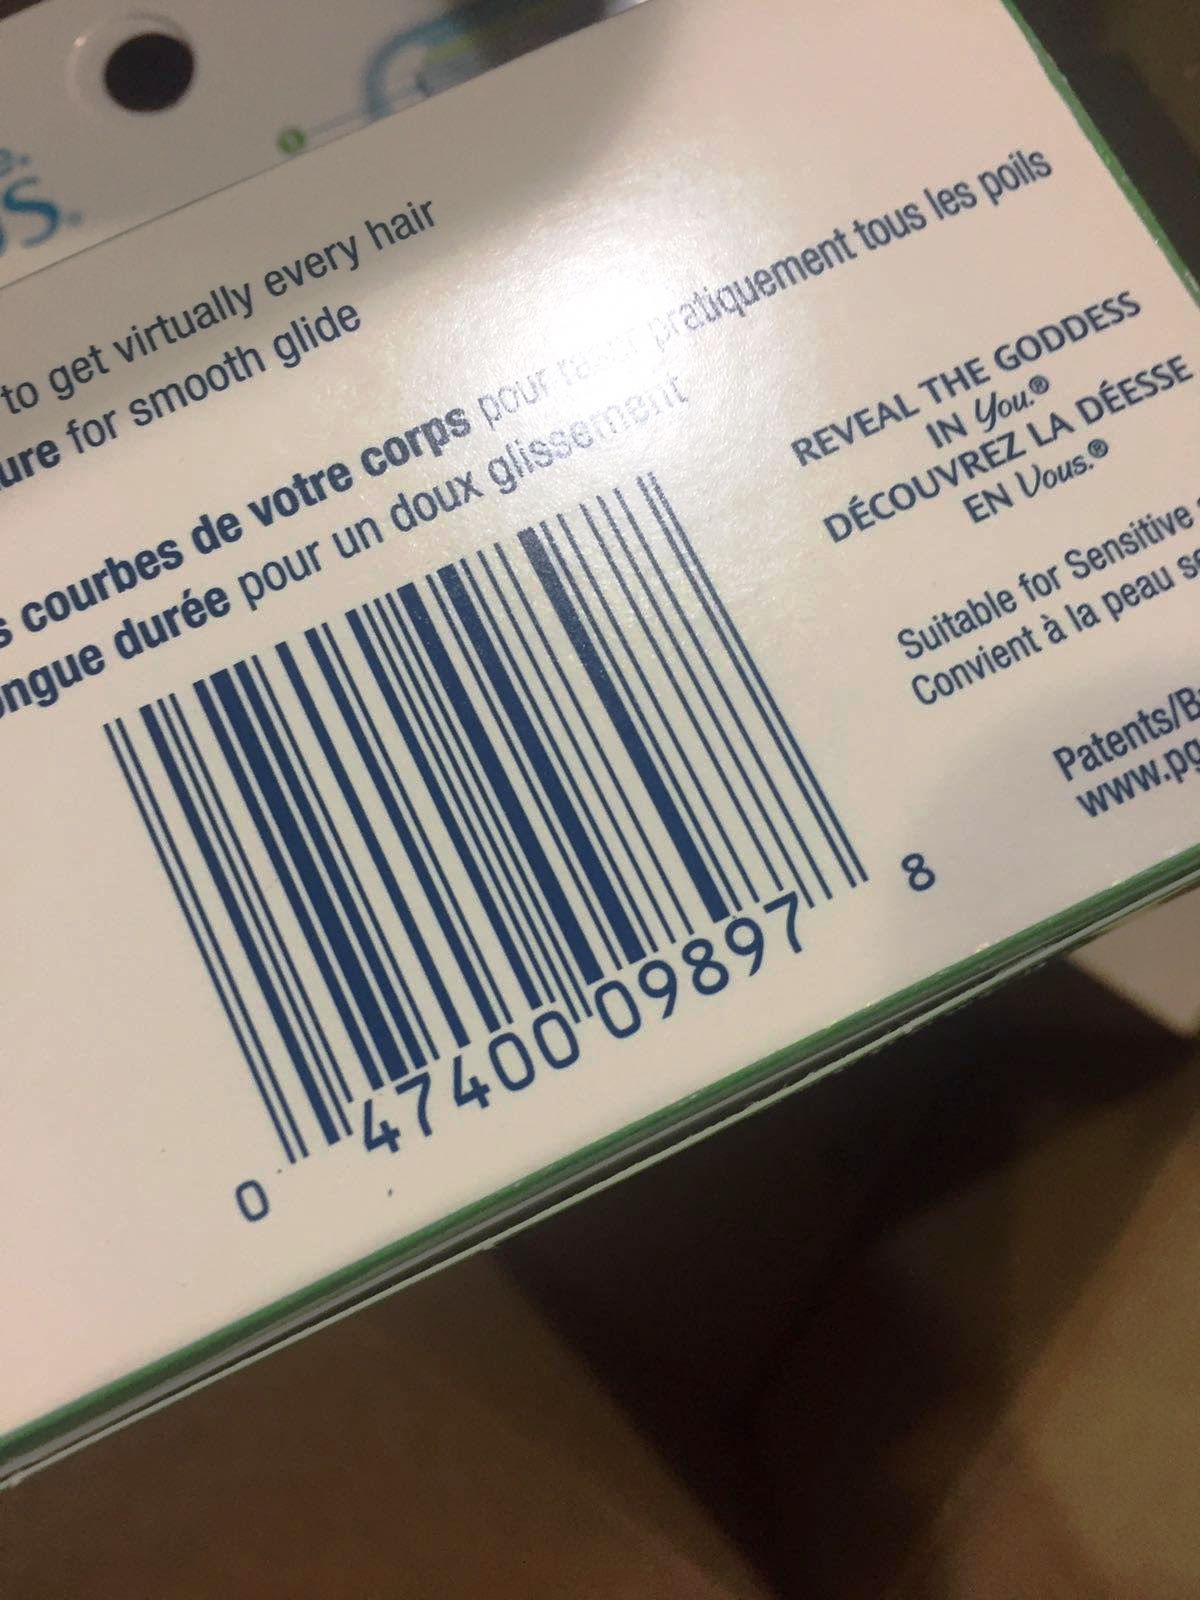 to get virtually every hair
ure for smooth glide
s courbes de votre corps pour raser pratiquement tous les poils
ongue durée pour un doux glissement
REVEAL THE GODDESS
IN You.®
DÉCOUVREZ LA DÉESSE
EN Vous.®
Suitable for Sensitive
Convient à la peau se
Patents/B
www.pg
0 47400 09897 8